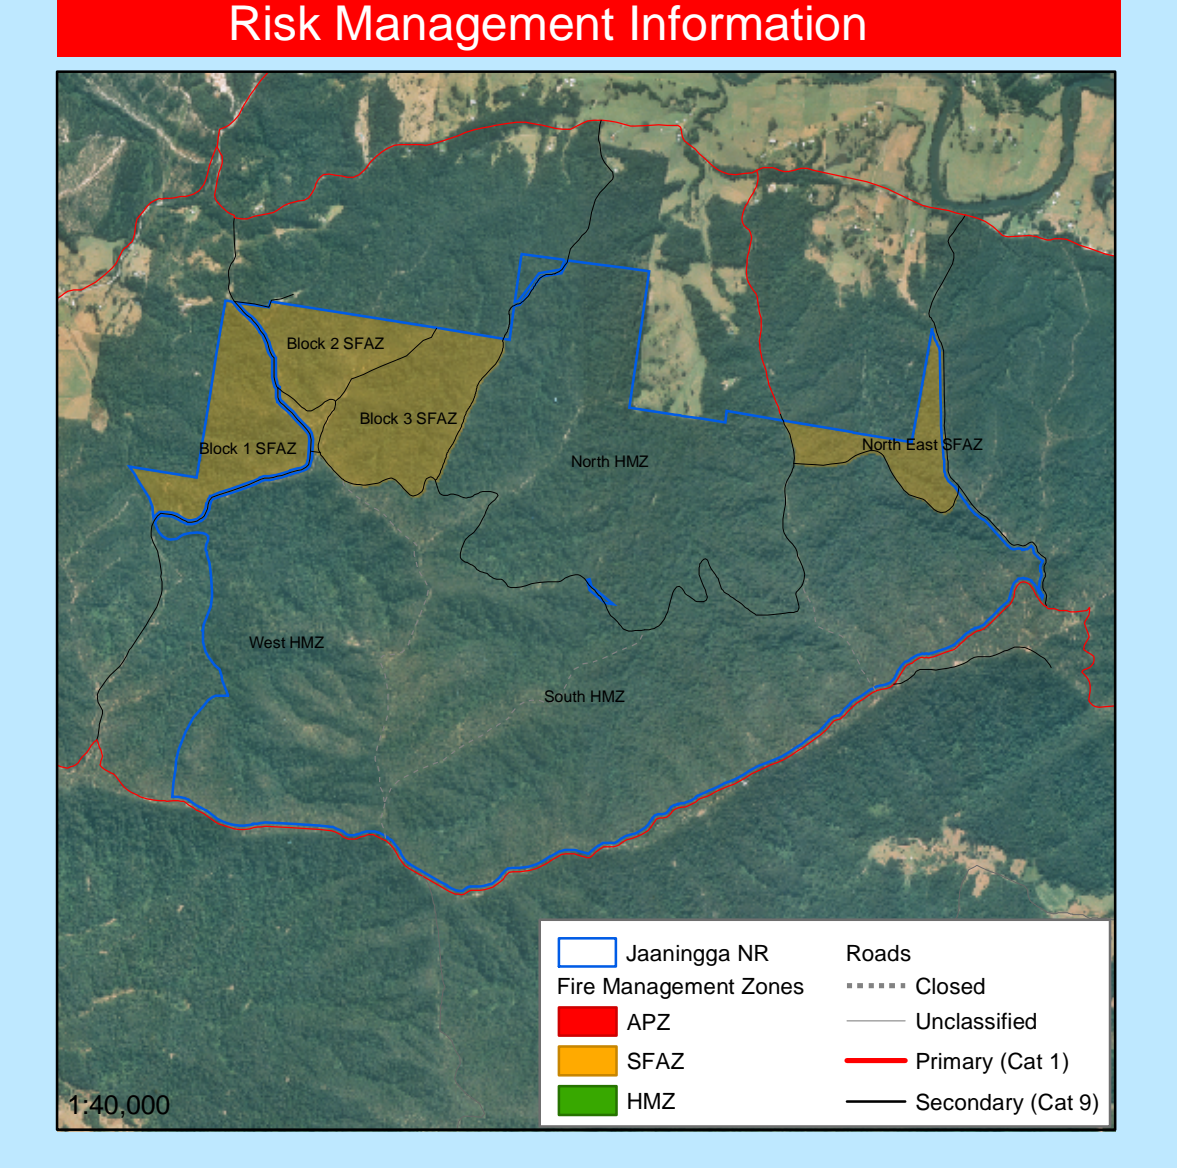 Risk Management Information
Block 2 SFAZ
Block 3 SFAZ
Block 1 SFAZ
North East SFAZ
North HMZ
West HMZ
South HMZ
Jaaningga NR
Fire Management Zones
APZ
SFAZ
HMZ
Roads
Closed
Unclassified
Primary (Cat 1)
Secondary (Cat 9)
1:40,000